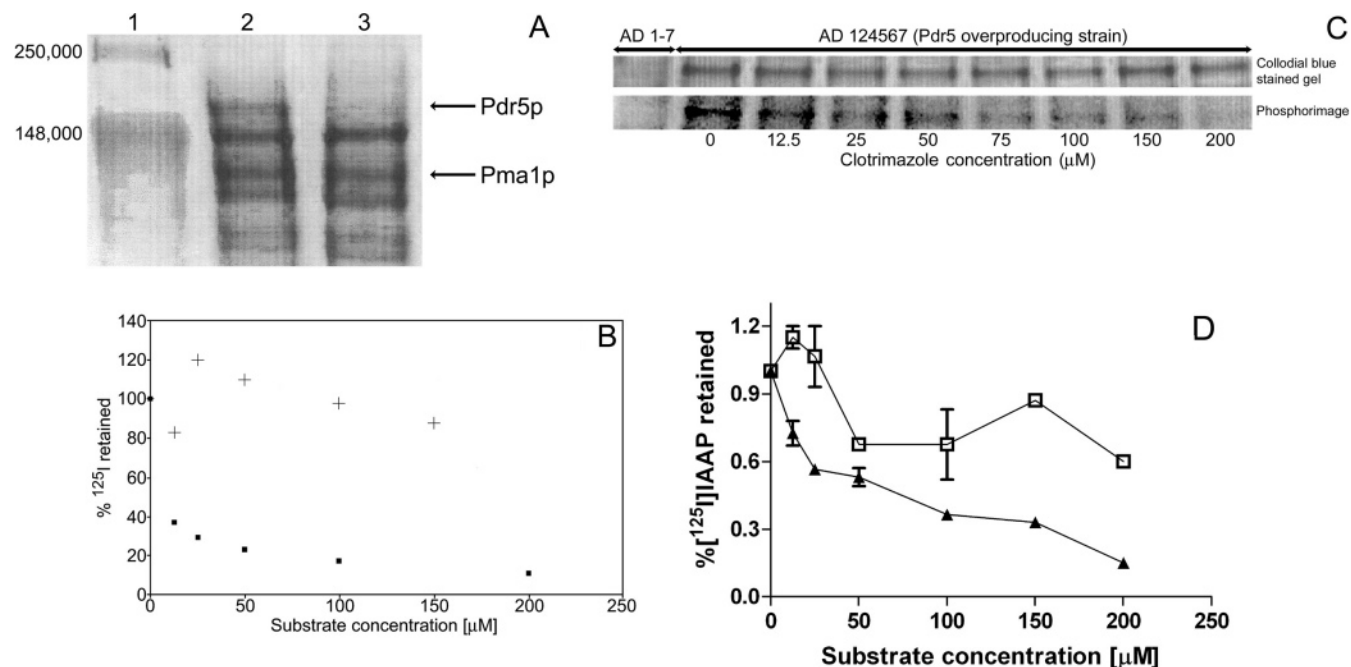 1 2 3 A
250,000
148,000
Pdr5p
Pma1p
C
AD 1-7 AD 124567 (Pdr5 overproducing strain)
Collodial blue
stained gel
Phosphorimage
0 12.5 25 50 75 100 150 200
Clotrimazole concentration (µM)
B
140
120
100
80
60
40
20
0
% ¹²⁵I retained
0 50 100 150 200 250
Substrate concentration [µM]
D
1.2
0.9
0.6
0.3
0.0
%[¹²⁵I]IAAP retained
0 50 100 150 200 250
Substrate concentration [µM]